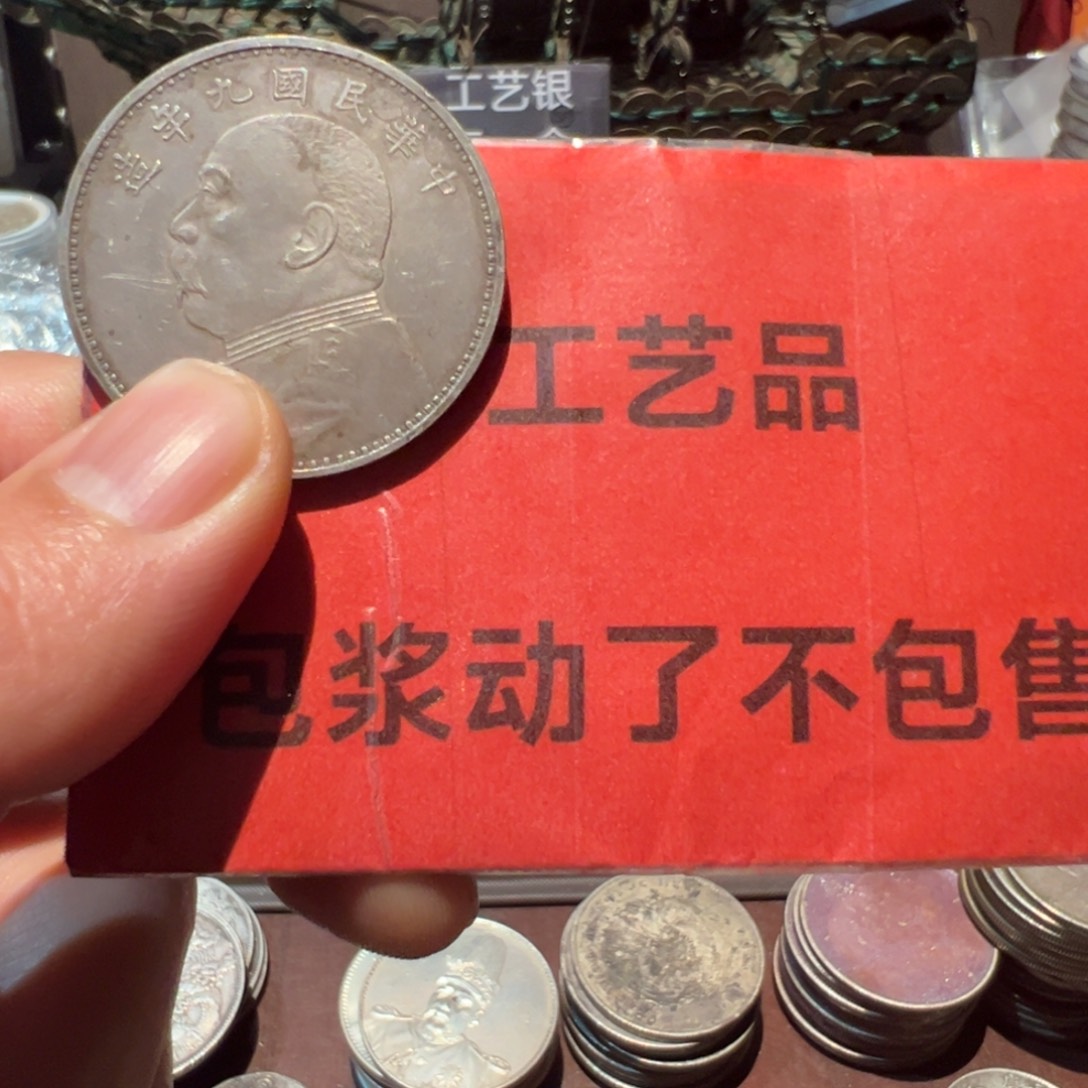 中華民國九年造
工艺银
工艺品
包浆动了不包售